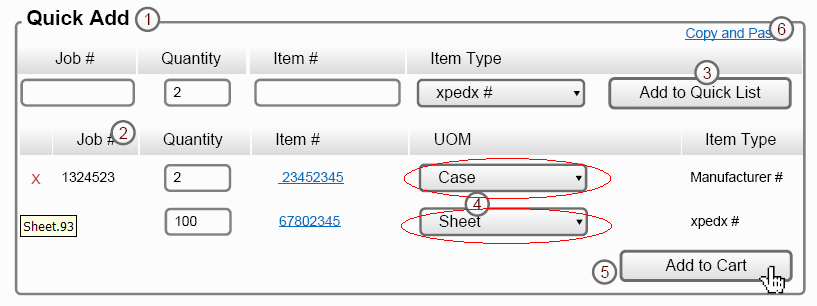 Quick Add 1
Copy and Pas 6
Job # Quantity Item # Item Type 3
2 xpedx # Add to Quick List
Job # 2 Quantity Item # UOM Item Type
X 1324523 2 23452345 Case Manufacturer #
4
Sheet.93 100 67802345 Sheet xpedx #
5 Add to Cart